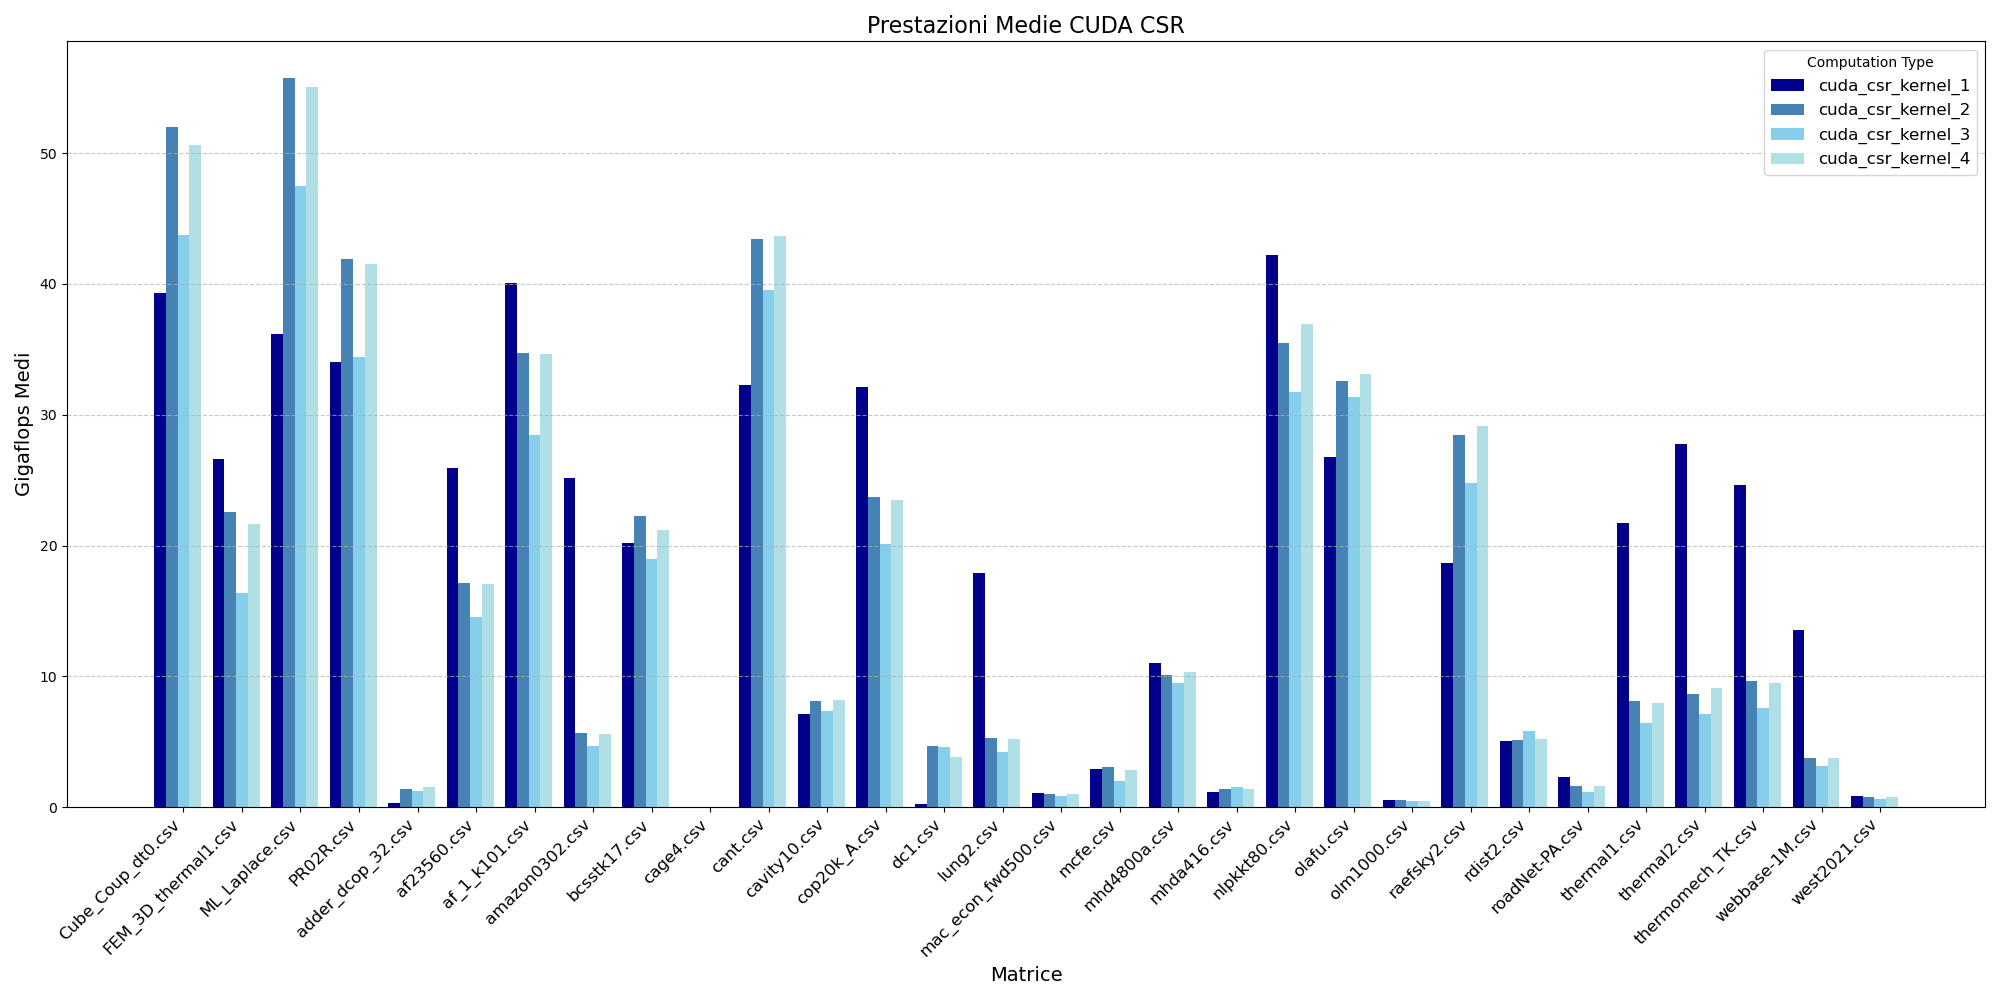 Prestazioni Medie CUDA CSR
Computation Type
cuda_csr_kernel_1
cuda_csr_kernel_2
cuda_csr_kernel_3
cuda_csr_kernel_4
Gigaflops Medi
50
40
30
20
10
0
Cube_Coup_dt0.csv
FEM_3D_thermal1.csv
ML_Laplace.csv
PR02R.csv
adder_dcop_32.csv
af23560.csv
af_1_k101.csv
amazon0302.csv
bcsstk17.csv
cage4.csv
cant.csv
cavity10.csv
cop20k_A.csv
dc1.csv
lung2.csv
mac_econ_fwd500.csv
mcfe.csv
mhd4800a.csv
mhda416.csv
nlpkkt80.csv
olafu.csv
olm1000.csv
raefsky2.csv
rdist2.csv
roadNet-PA.csv
thermal1.csv
thermal2.csv
thermomech_TK.csv
webbase-1M.csv
west2021.csv
Matrice